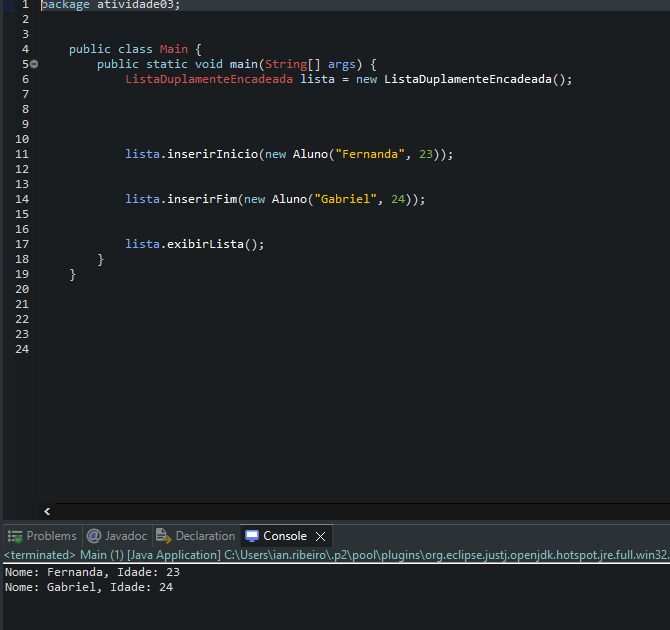 1 package atividade03;
2
3
4 public class Main {
5 public static void main(String[] args) {
6 ListaDuplamenteEncadeada lista = new ListaDuplamenteEncadeada();
7
8
9
10
11 lista.inserirInicio(new Aluno("Fernanda", 23));
12
13
14 lista.inserirFim(new Aluno("Gabriel", 24));
15
16
17 lista.exibirLista();
18 }
19 }
20
21
22
23
24
Problems @ Javadoc Declaration Console
<terminated> Main (1) [Java Application] C:\Users\ian.ribeiro\.p2\pool\plugins\org.eclipse.justj.openjdk.hotspot.jre.full.win32.
Nome: Fernanda, Idade: 23
Nome: Gabriel, Idade: 24